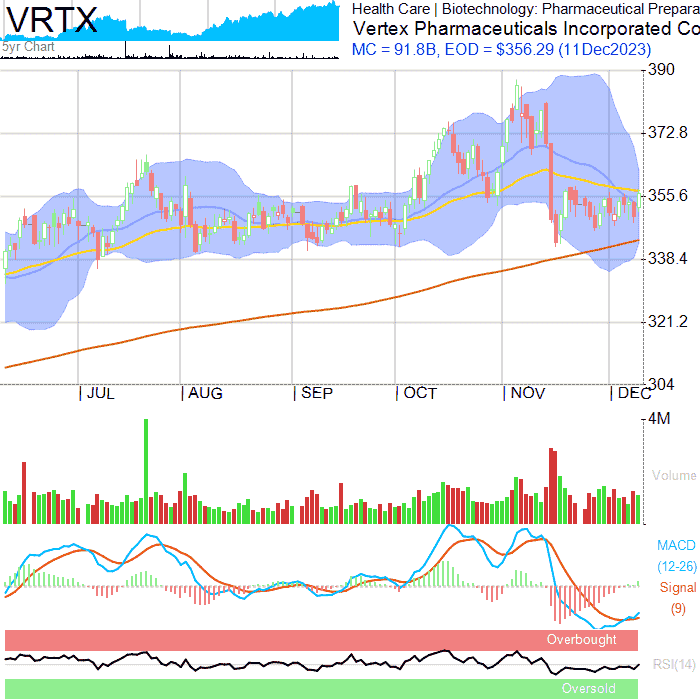 VRTX
5yr Chart
Health Care | Biotechnology: Pharmaceutical Prepara
Vertex Pharmaceuticals Incorporated Co
MC = 91.8B, EOD = $356.29 (11Dec2023)
390
372.8
355.6
338.4
321.2
304
JUL AUG SEP OCT NOV DEC
4M
Volume
MACD
(12-26)
Signal
(9)
Overbought
RSI(14)
Oversold